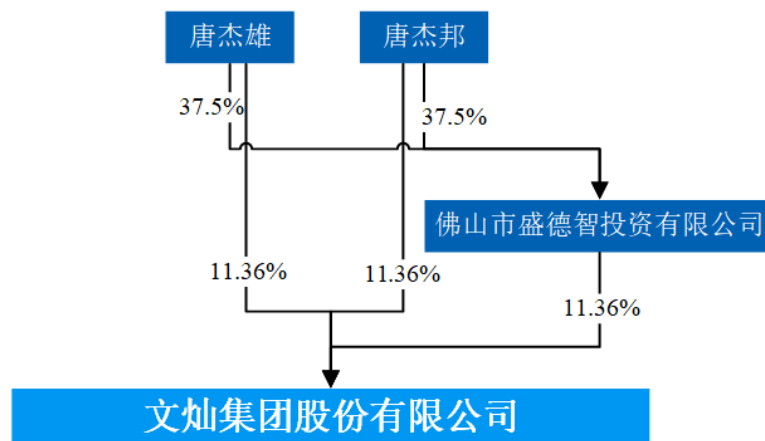 唐杰雄
唐杰邦
37.5%
37.5%
佛山市盛德智投资有限公司
11.36%
11.36%
11.36%
文灿集团股份有限公司